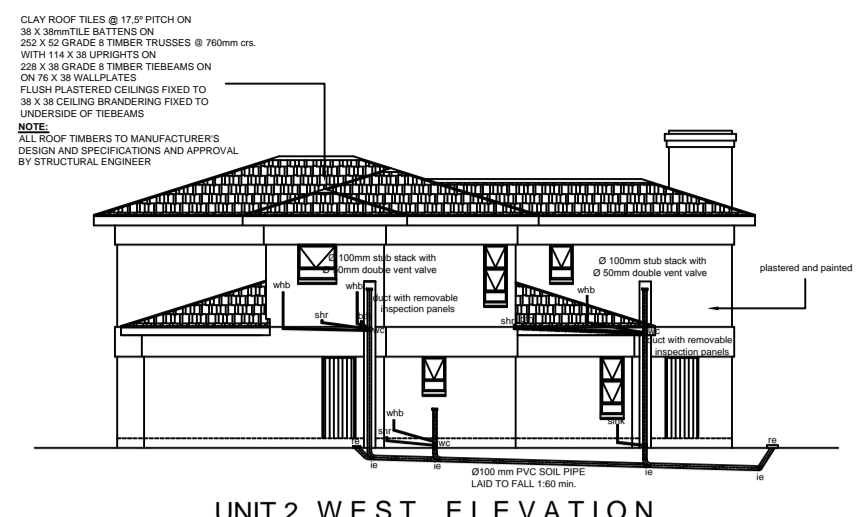 CLAY ROOF TILES @ 17,5º PITCH ON
38 X 38mmTILE BATTENS ON
252 X 52 GRADE 8 TIMBER TRUSSES @ 760mm crs.
WITH 114 X 38 UPRIGHTS ON
228 X 38 GRADE 8 TIMBER TIEBEAMS ON
ON 76 X 38 WALLPLATES
FLUSH PLASTERED CEILINGS FIXED TO
38 X 38 CEILING BRANDERING FIXED TO
UNDERSIDE OF TIEBEAMS
NOTE:
ALL ROOF TIMBERS TO MANUFACTURER'S
DESIGN AND SPECIFICATIONS AND APPROVAL
BY STRUCTURAL ENGINEER
Ø 100mm stub stack with
Ø 50mm double vent valve
Ø 100mm stub stack with
Ø 50mm double vent valve
plastered and painted
whb
whb
duct with removable
inspection panels
whb
shr
wc
shr
wc
duct with removable
inspection panels
whb
shr
wc
sink
re
re
ie
ie
ie
ie
Ø100 mm PVC SOIL PIPE
LAID TO FALL 1:60 min.
UNIT 2 WEST ELEVATION